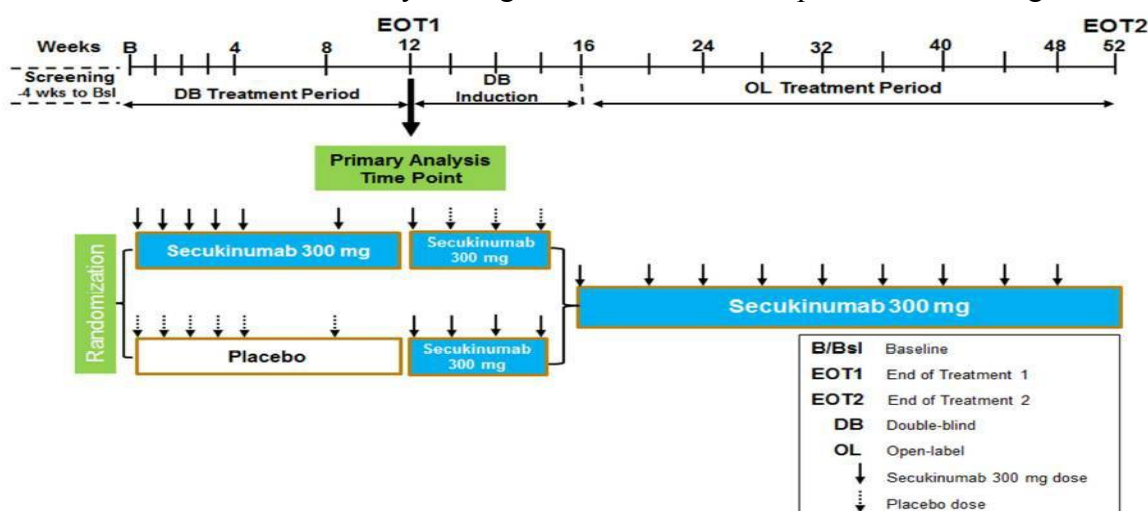 EOT1
EOT2
Weeks B 4 8 12 16 24 32 40 48 52
Screening
-4 wks to Bsl
DB Treatment Period
DB
Induction
OL Treatment Period
Primary Analysis
Time Point
Randomization
Secukinumab 300 mg
Secukinumab
300 mg
Secukinumab 300 mg
Placebo
Secukinumab
300 mg
B/Bsl Baseline
EOT1 End of Treatment 1
EOT2 End of Treatment 2
DB Double-blind
OL Open-label
Secukinumab 300 mg dose
Placebo dose